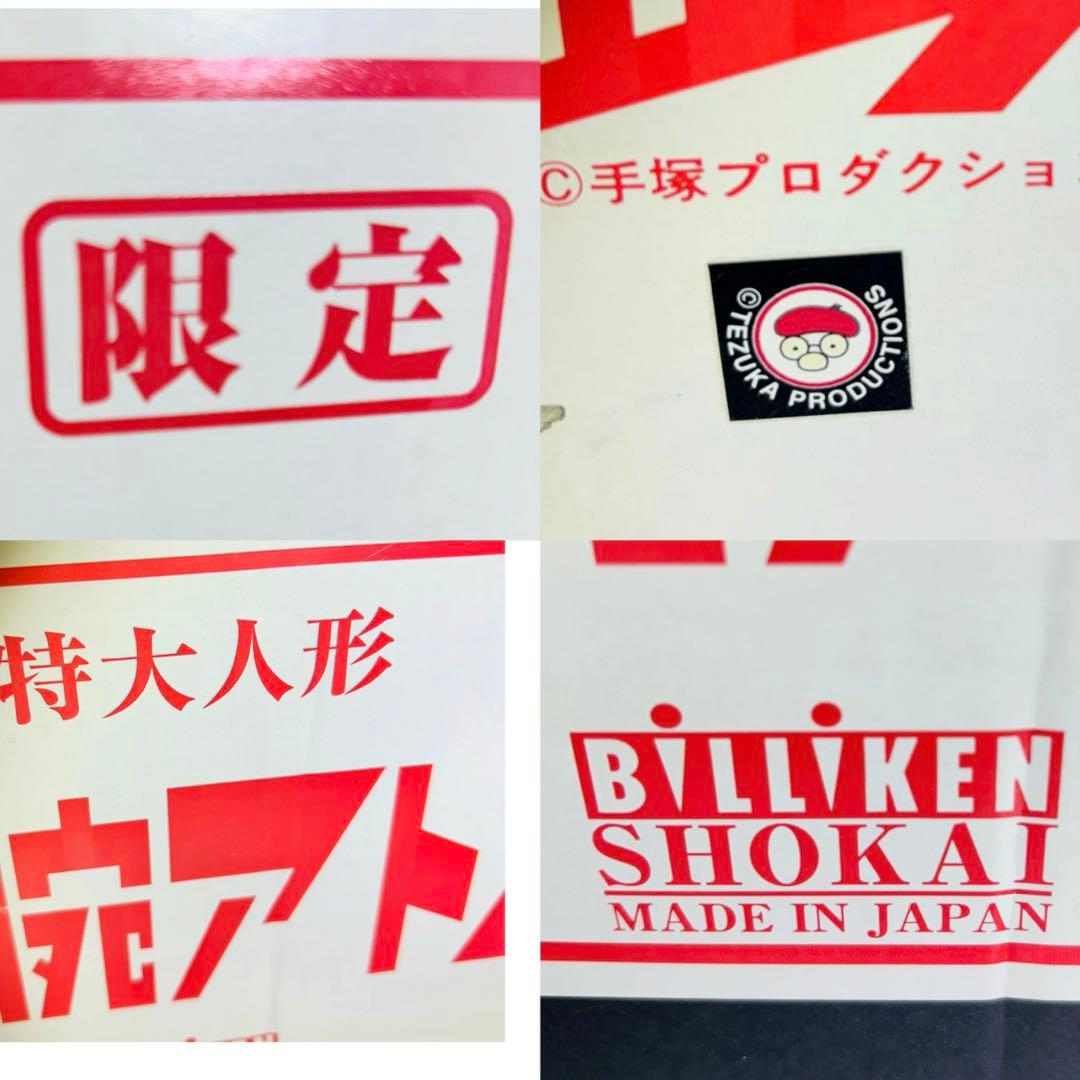 限定
©手塚プロダクショ
©TEZUKA PRODUCTIONS
特大人形
腕アト
BiLLiKEN
SHOKAI
MADE IN JAPAN